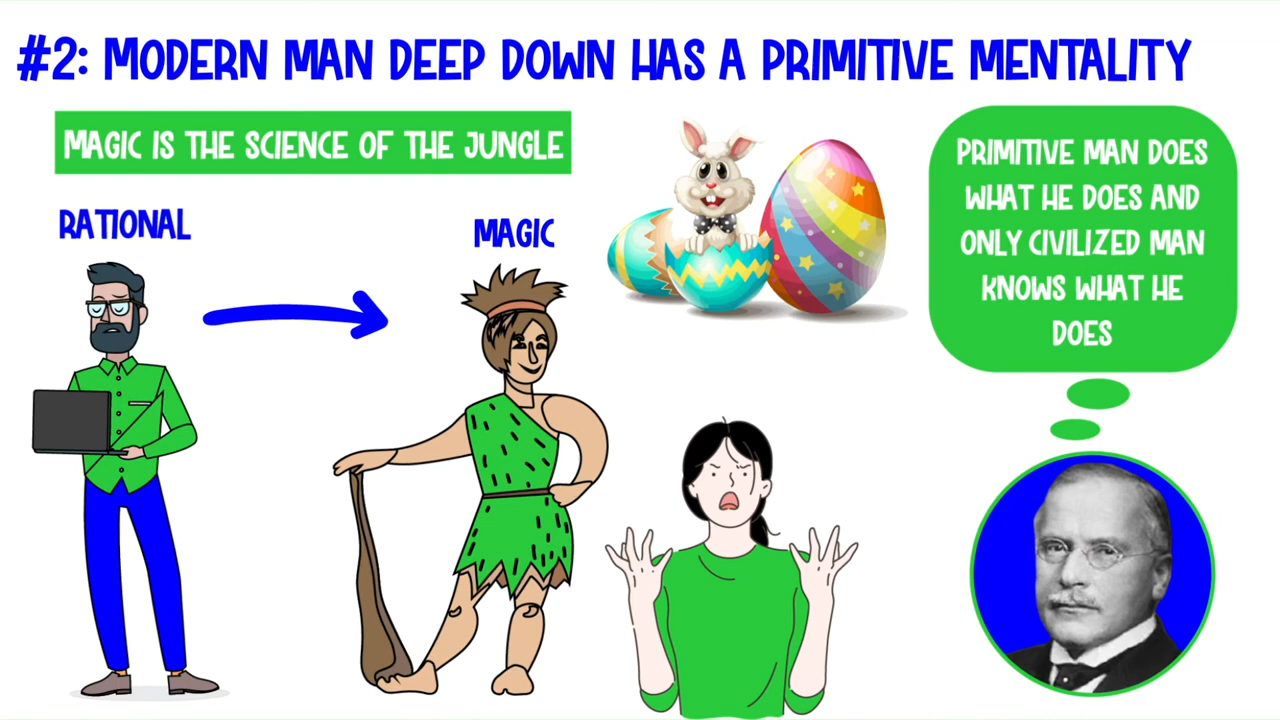 #2: MODERN MAN DEEP DOWN HAS A PRIMITIVE MENTALITY
MAGIC IS THE SCIENCE OF THE JUNGLE
RATIONAL
MAGIC
PRIMITIVE MAN DOES
WHAT HE DOES AND
ONLY CIVILIZED MAN
KNOWS WHAT HE
DOES